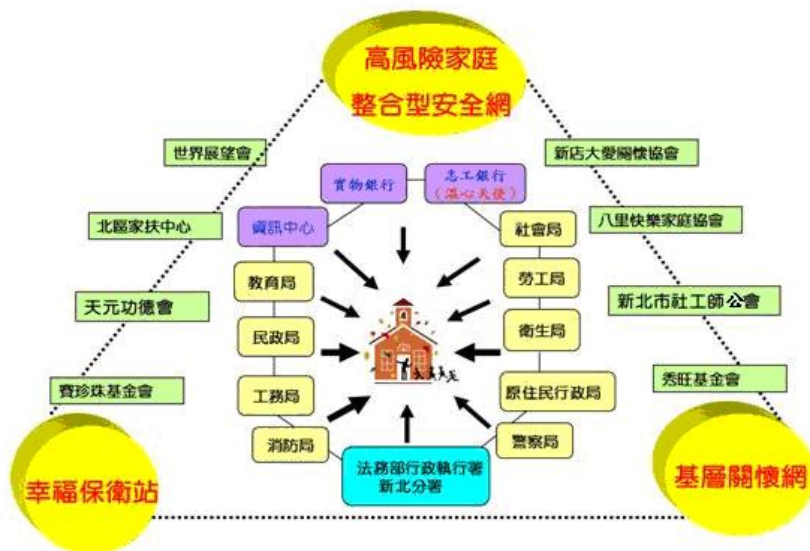 高風險家庭
整合型安全網
世界展望會
北區家扶中心
天元功德會
賽珍珠基金會
新店大愛關懷協會
八里快樂家庭協會
新北市社工師公會
秀旺基金會
實物銀行
志工銀行
（溫心天使）
資訊中心
教育局
民政局
工務局
消防局
社會局
勞工局
衛生局
原住民行政局
警察局
法務部行政執行署
新北分署
幸福保衛站
基層關懷網